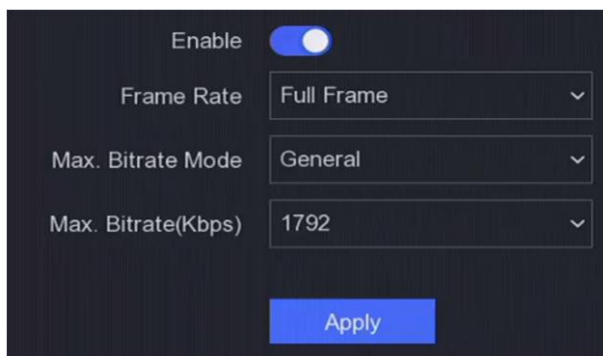 Enable
Frame Rate Full Frame
Max. Bitrate Mode General
Max. Bitrate(Kbps) 1792
Apply